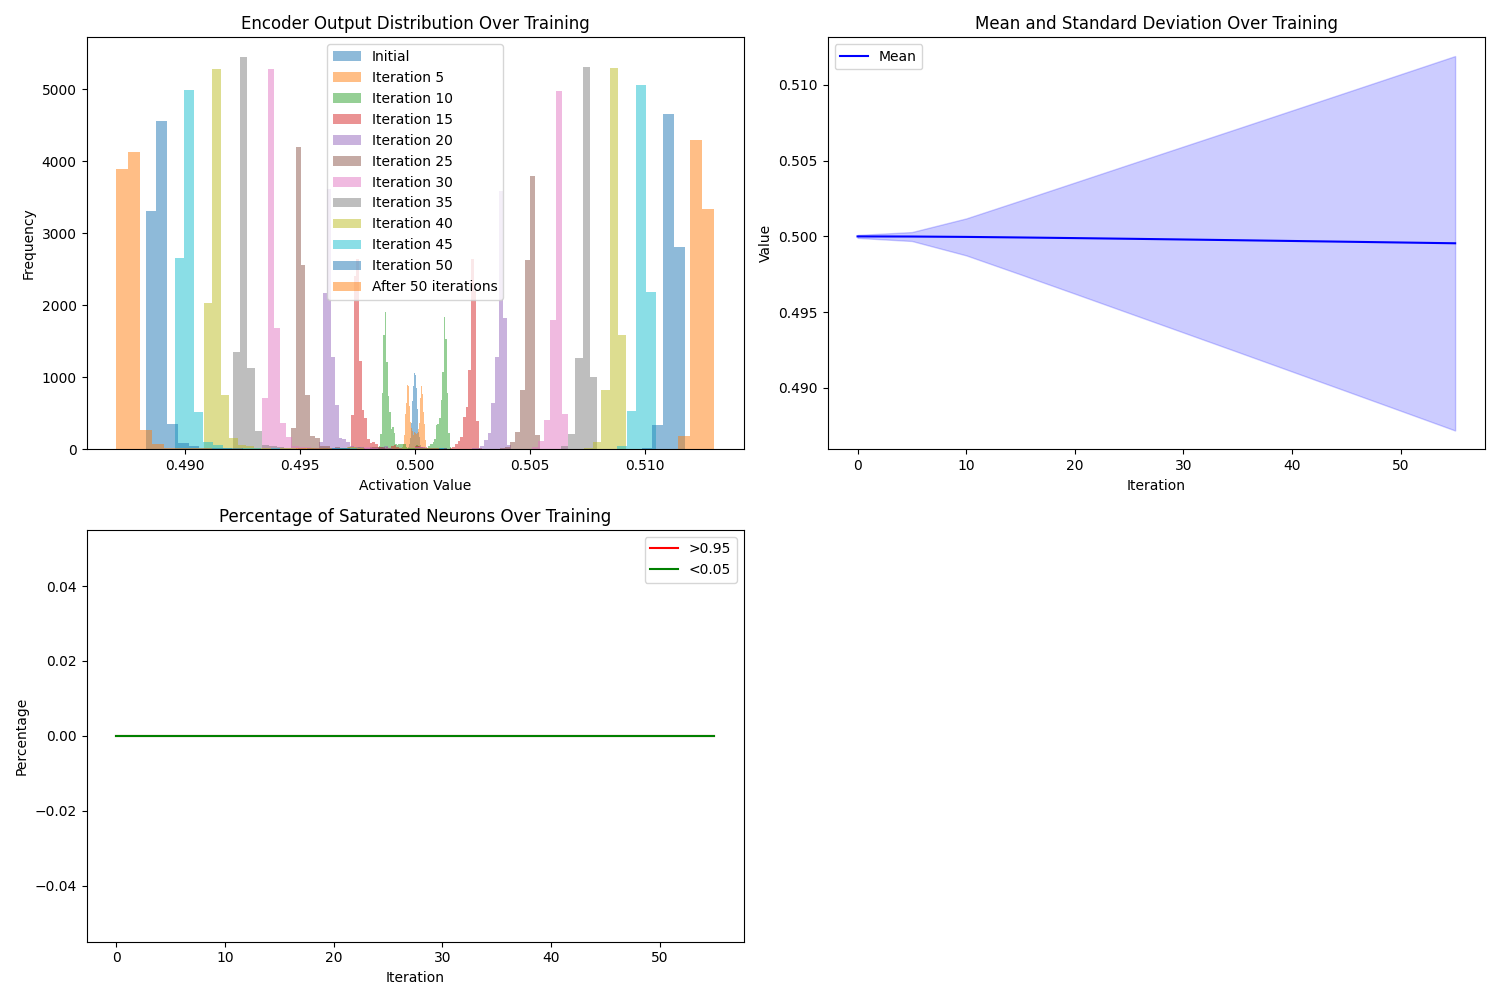 Encoder Output Distribution Over Training
Frequency
5000
4000
3000
2000
1000
0
Initial
Iteration 5
Iteration 10
Iteration 15
Iteration 20
Iteration 25
Iteration 30
Iteration 35
Iteration 40
Iteration 45
Iteration 50
After 50 iterations
0.490 0.495 0.500 0.505 0.510
Activation Value
Mean and Standard Deviation Over Training
Value
Mean
0.510
0.505
0.500
0.495
0.490
0 10 20 30 40 50
Iteration
Percentage of Saturated Neurons Over Training
Percentage
>0.95
<0.05
0.04
0.02
0.00
−0.02
−0.04
0 10 20 30 40 50
Iteration